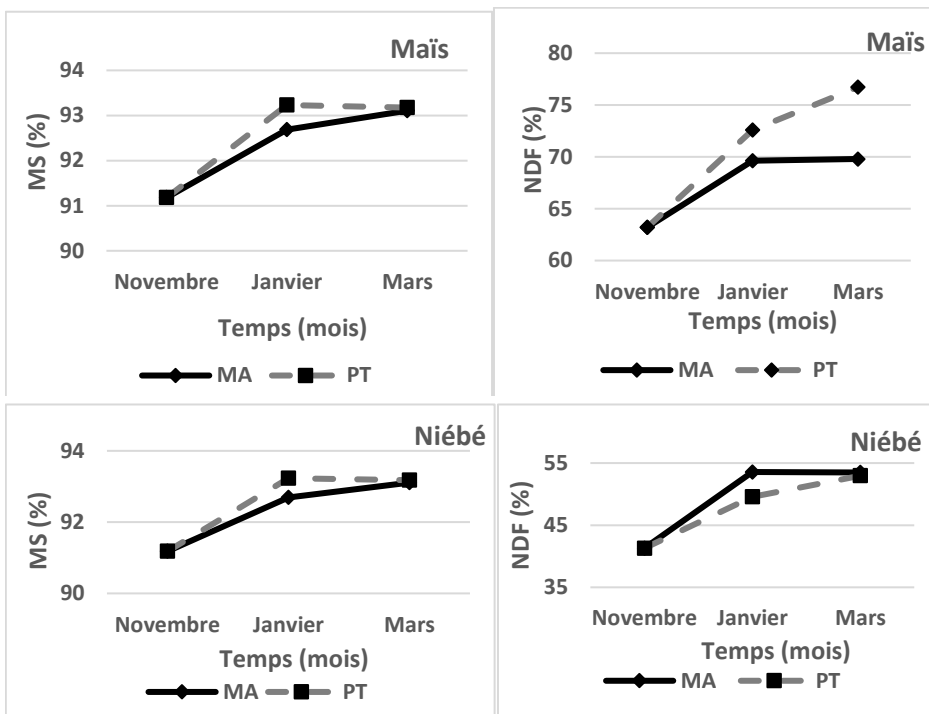 Maïs
94
93
92
91
90
MS (%)
Novembre Janvier Mars
Temps (mois)
MA PT
Maïs
80
75
70
65
60
NDF (%)
Novembre Janvier Mars
Temps (mois)
MA PT
Niébé
94
92
90
MS (%)
Novembre Janvier Mars
Temps (mois)
MA PT
Niébé
55
45
35
NDF (%)
Novembre Janvier Mars
Temps (mois)
MA PT